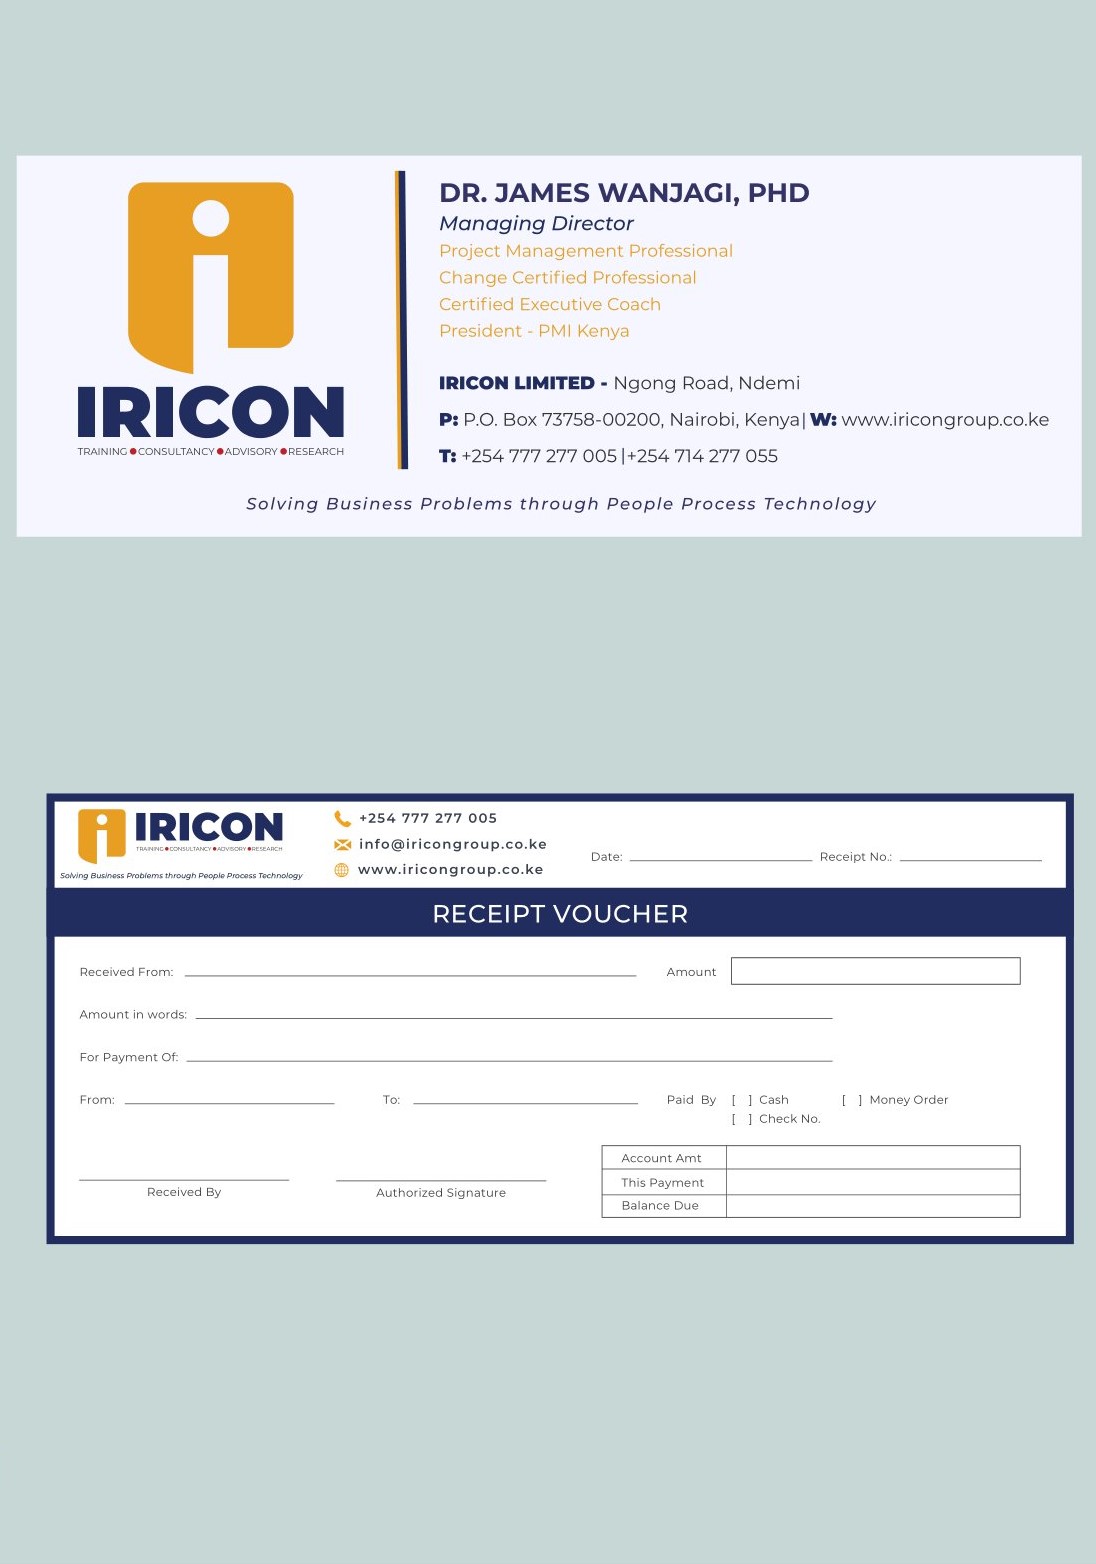 IRICON
TRAINING ● CONSULTANCY ● ADVISORY ● RESEARCH
DR. JAMES WANJAGI, PHD
Managing Director
Project Management Professional
Change Certified Professional
Certified Executive Coach
President - PMI Kenya
IRICON LIMITED - Ngong Road, Ndemi
P: P.O. Box 73758-00200, Nairobi, Kenya| W: www.iricongroup.co.ke
T: +254 777 277 005 |+254 714 277 055
Solving Business Problems through People Process Technology
IRICON
TRAINING ● CONSULTANCY ● ADVISORY ● RESEARCH
Solving Business Problems through People Process Technology
+254 777 277 005
info@iricongroup.co.ke
www.iricongroup.co.ke
Date: Receipt No.:
RECEIPT VOUCHER
Received From: Amount
Amount in words:
For Payment Of:
From: To: Paid By [ ] Cash [ ] Money Order
[ ] Check No.
Received By Authorized Signature
Account Amt
This Payment
Balance Due